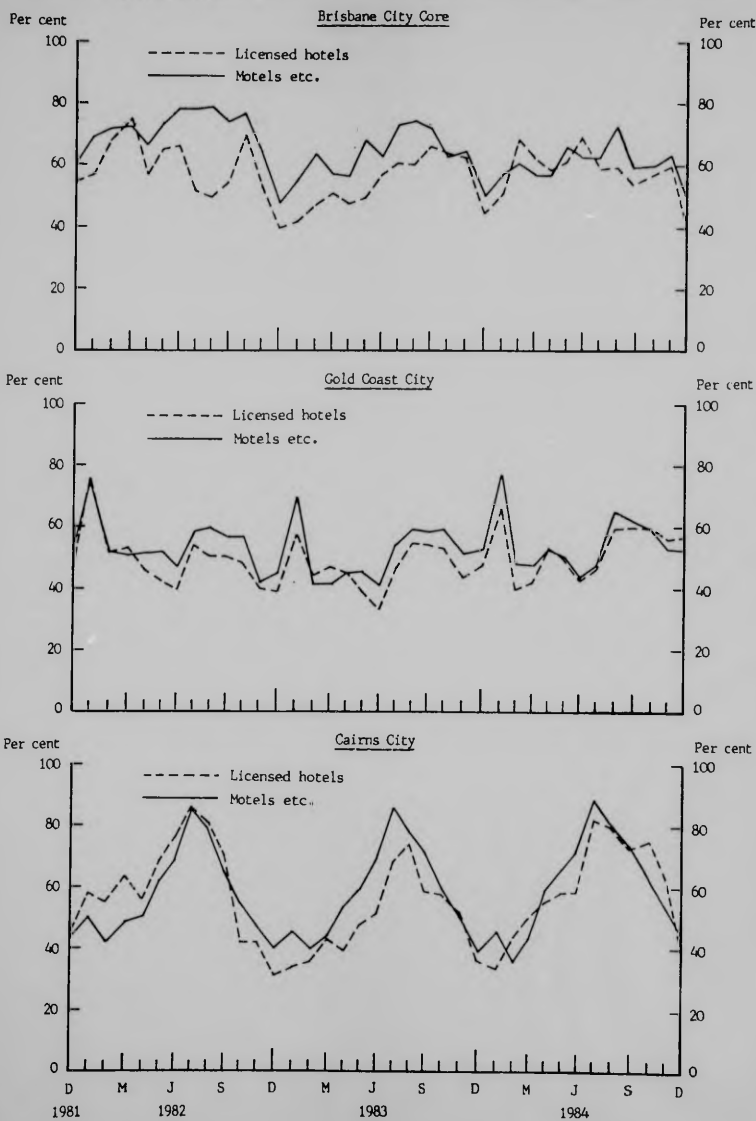 Brisbane City Core
Per cent
Per cent
100
100
Licensed hotels
Motels etc.
80
80
60
60
40
40
20
20
0
0
Gold Coast City
Per cent
Per cent
100
100
Licensed hotels
Motels etc.
80
80
60
60
40
40
20
20
0
0
Cairns City
Per cent
Per cent
100
100
Licensed hotels
Motels etc.
80
80
60
60
40
40
20
20
0
0
D M J S D M J S D M J S D
1981 1982 1983 1984